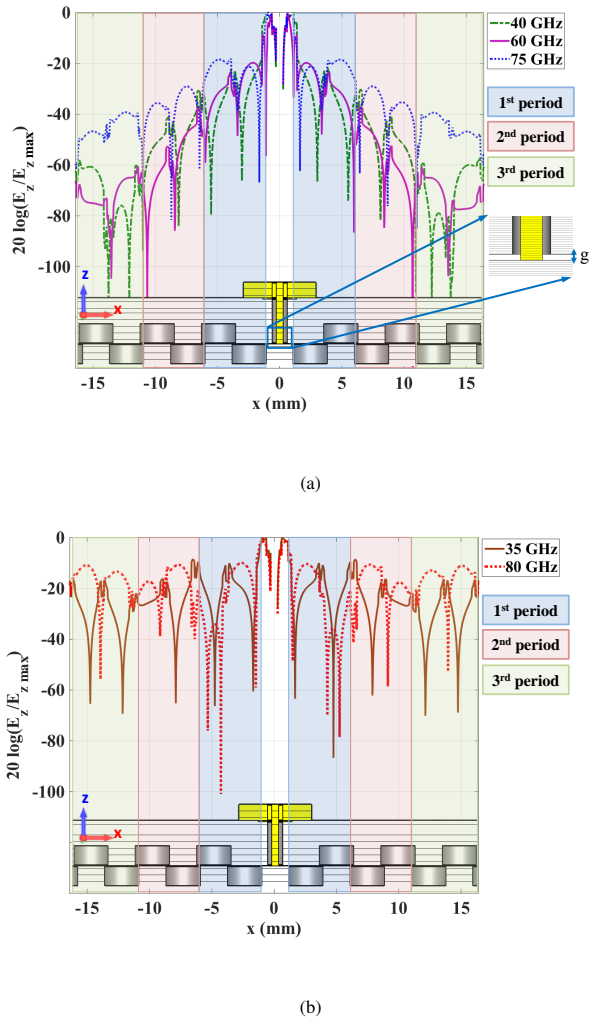 0
-20
-40
-60
-80
-100
20 log(E_z/E_z max)
-15 -10 -5 0 5 10 15
x (mm)
z
x
40 GHz
60 GHz
75 GHz
1st period
2nd period
3rd period
g
(a)
0
-20
-40
-60
-80
-100
20 log(E_z/E_z max)
-15 -10 -5 0 5 10 15
x (mm)
z
x
35 GHz
80 GHz
1st period
2nd period
3rd period
(b)